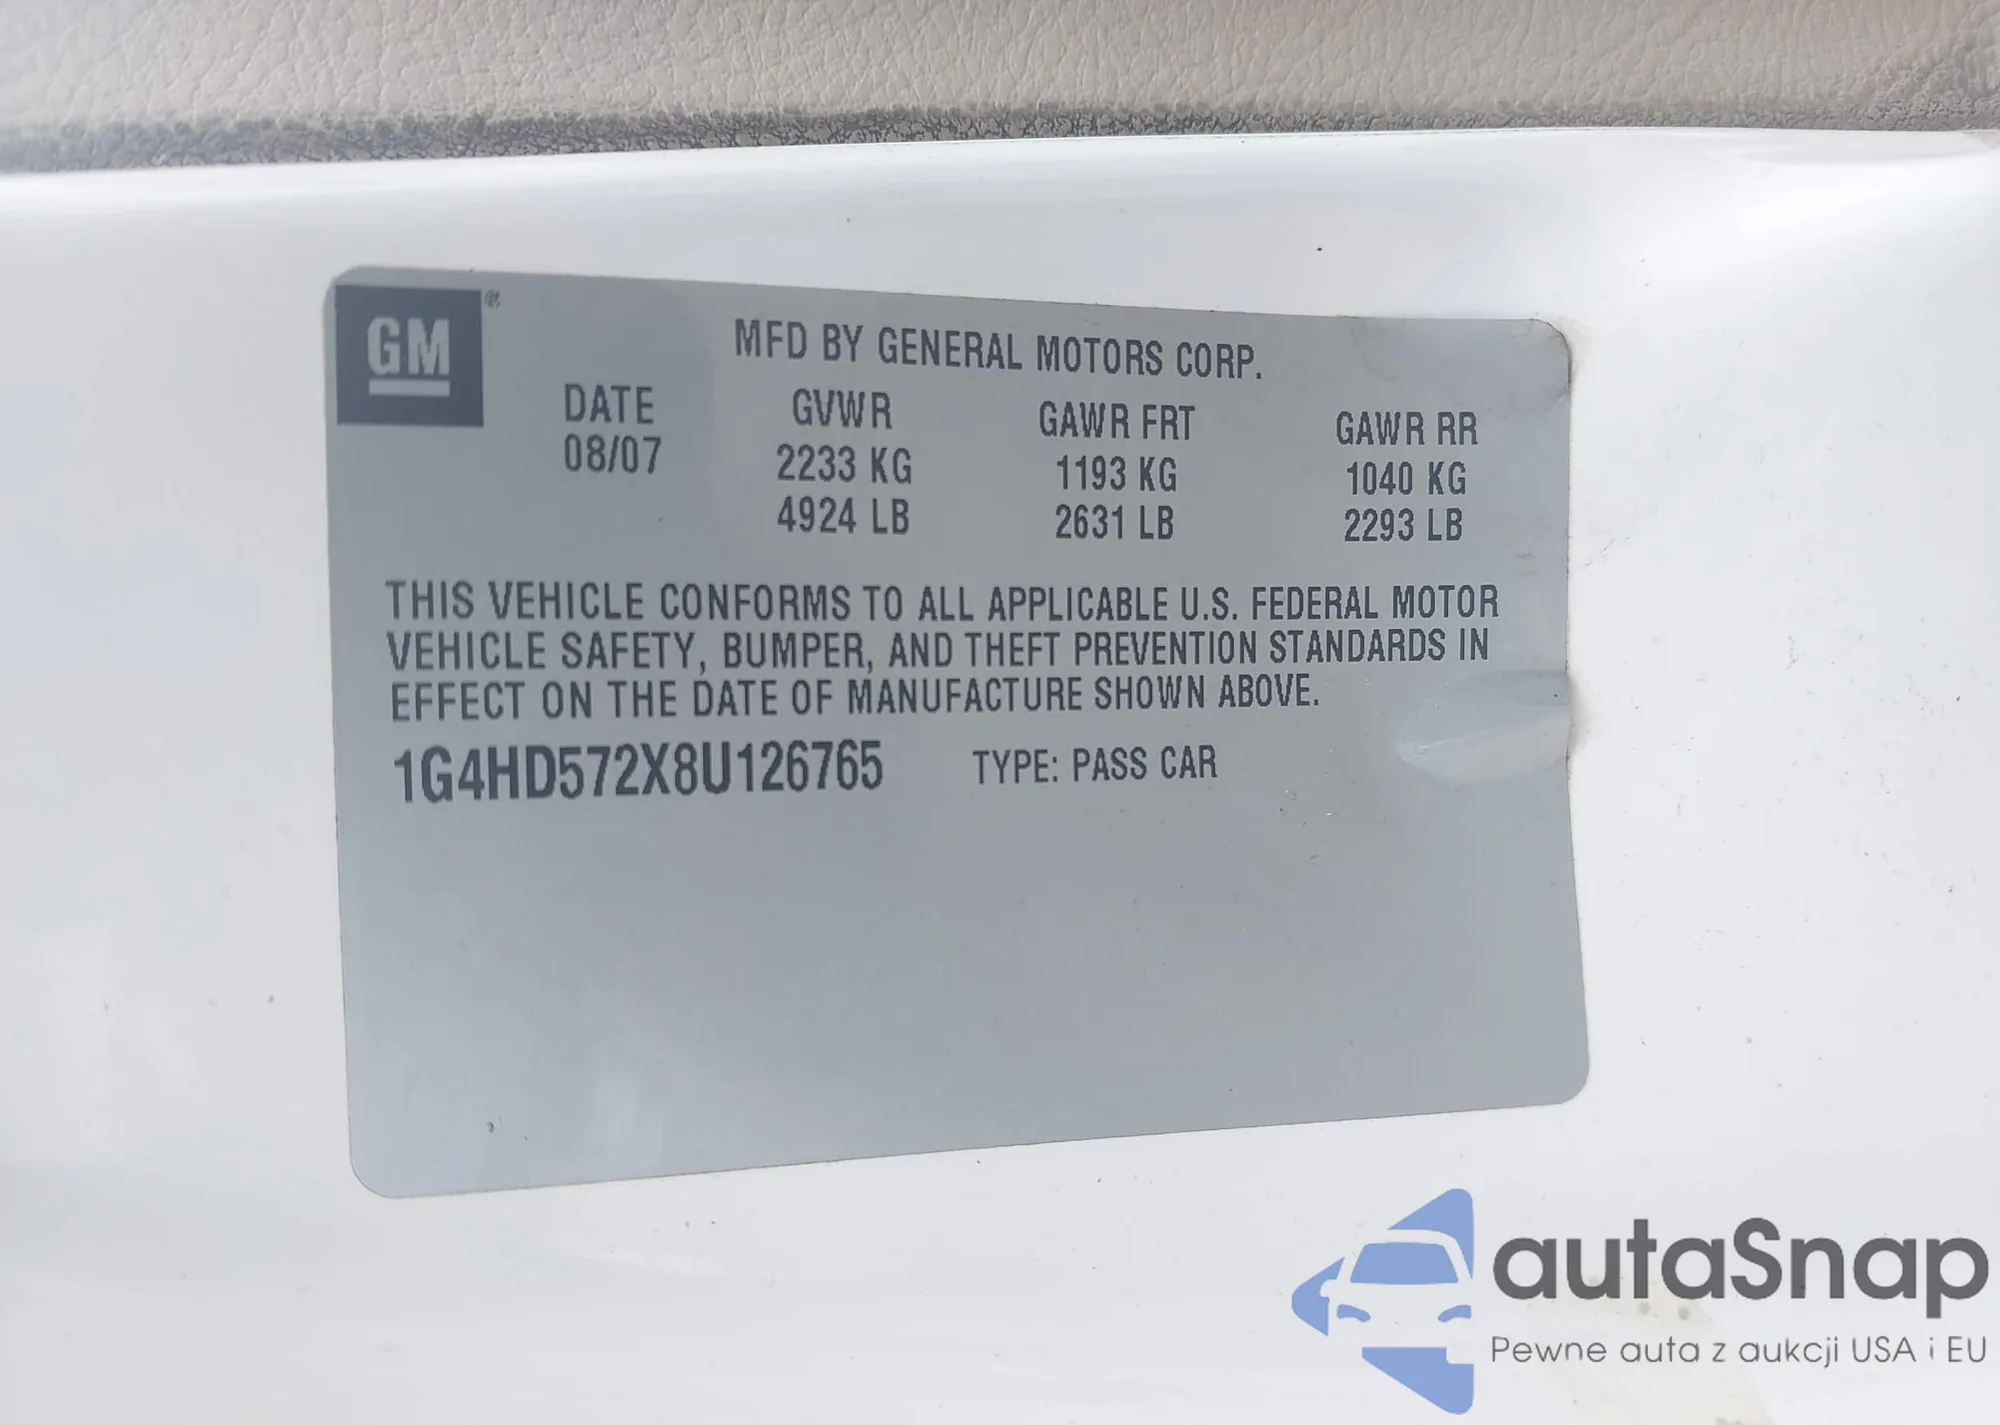 GM®
MFD BY GENERAL MOTORS CORP.
DATE GVWR GAWR FRT GAWR RR
08/07 2233 KG 1193 KG 1040 KG
4924 LB 2631 LB 2293 LB
THIS VEHICLE CONFORMS TO ALL APPLICABLE U.S. FEDERAL MOTOR
VEHICLE SAFETY, BUMPER, AND THEFT PREVENTION STANDARDS IN
EFFECT ON THE DATE OF MANUFACTURE SHOWN ABOVE.
1G4HD572X8U126765 TYPE: PASS CAR
autaSnap
Pewne auta z aukcji USA i EU